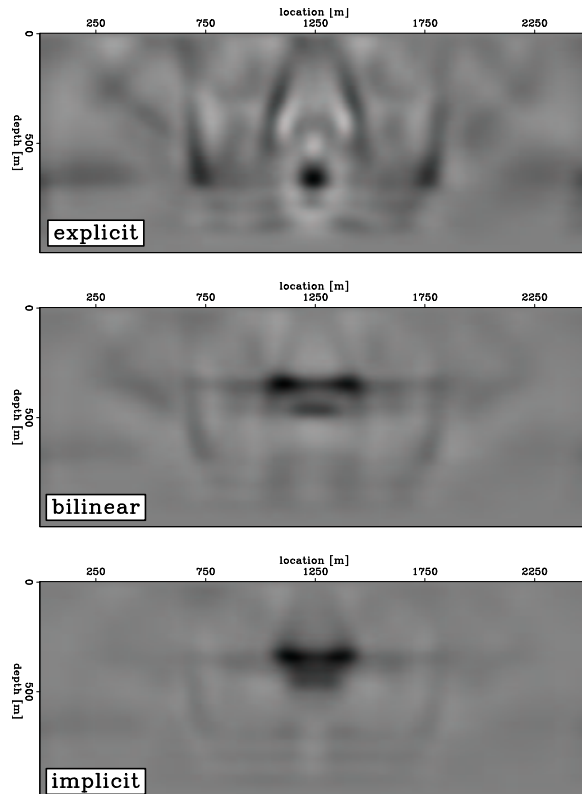 location [m]
250 750 1250 1750 2250
0
500
depth [m]
explicit
location [m]
250 750 1250 1750 2250
0
500
depth [m]
bilinear
location [m]
250 750 1250 1750 2250
0
500
depth [m]
implicit